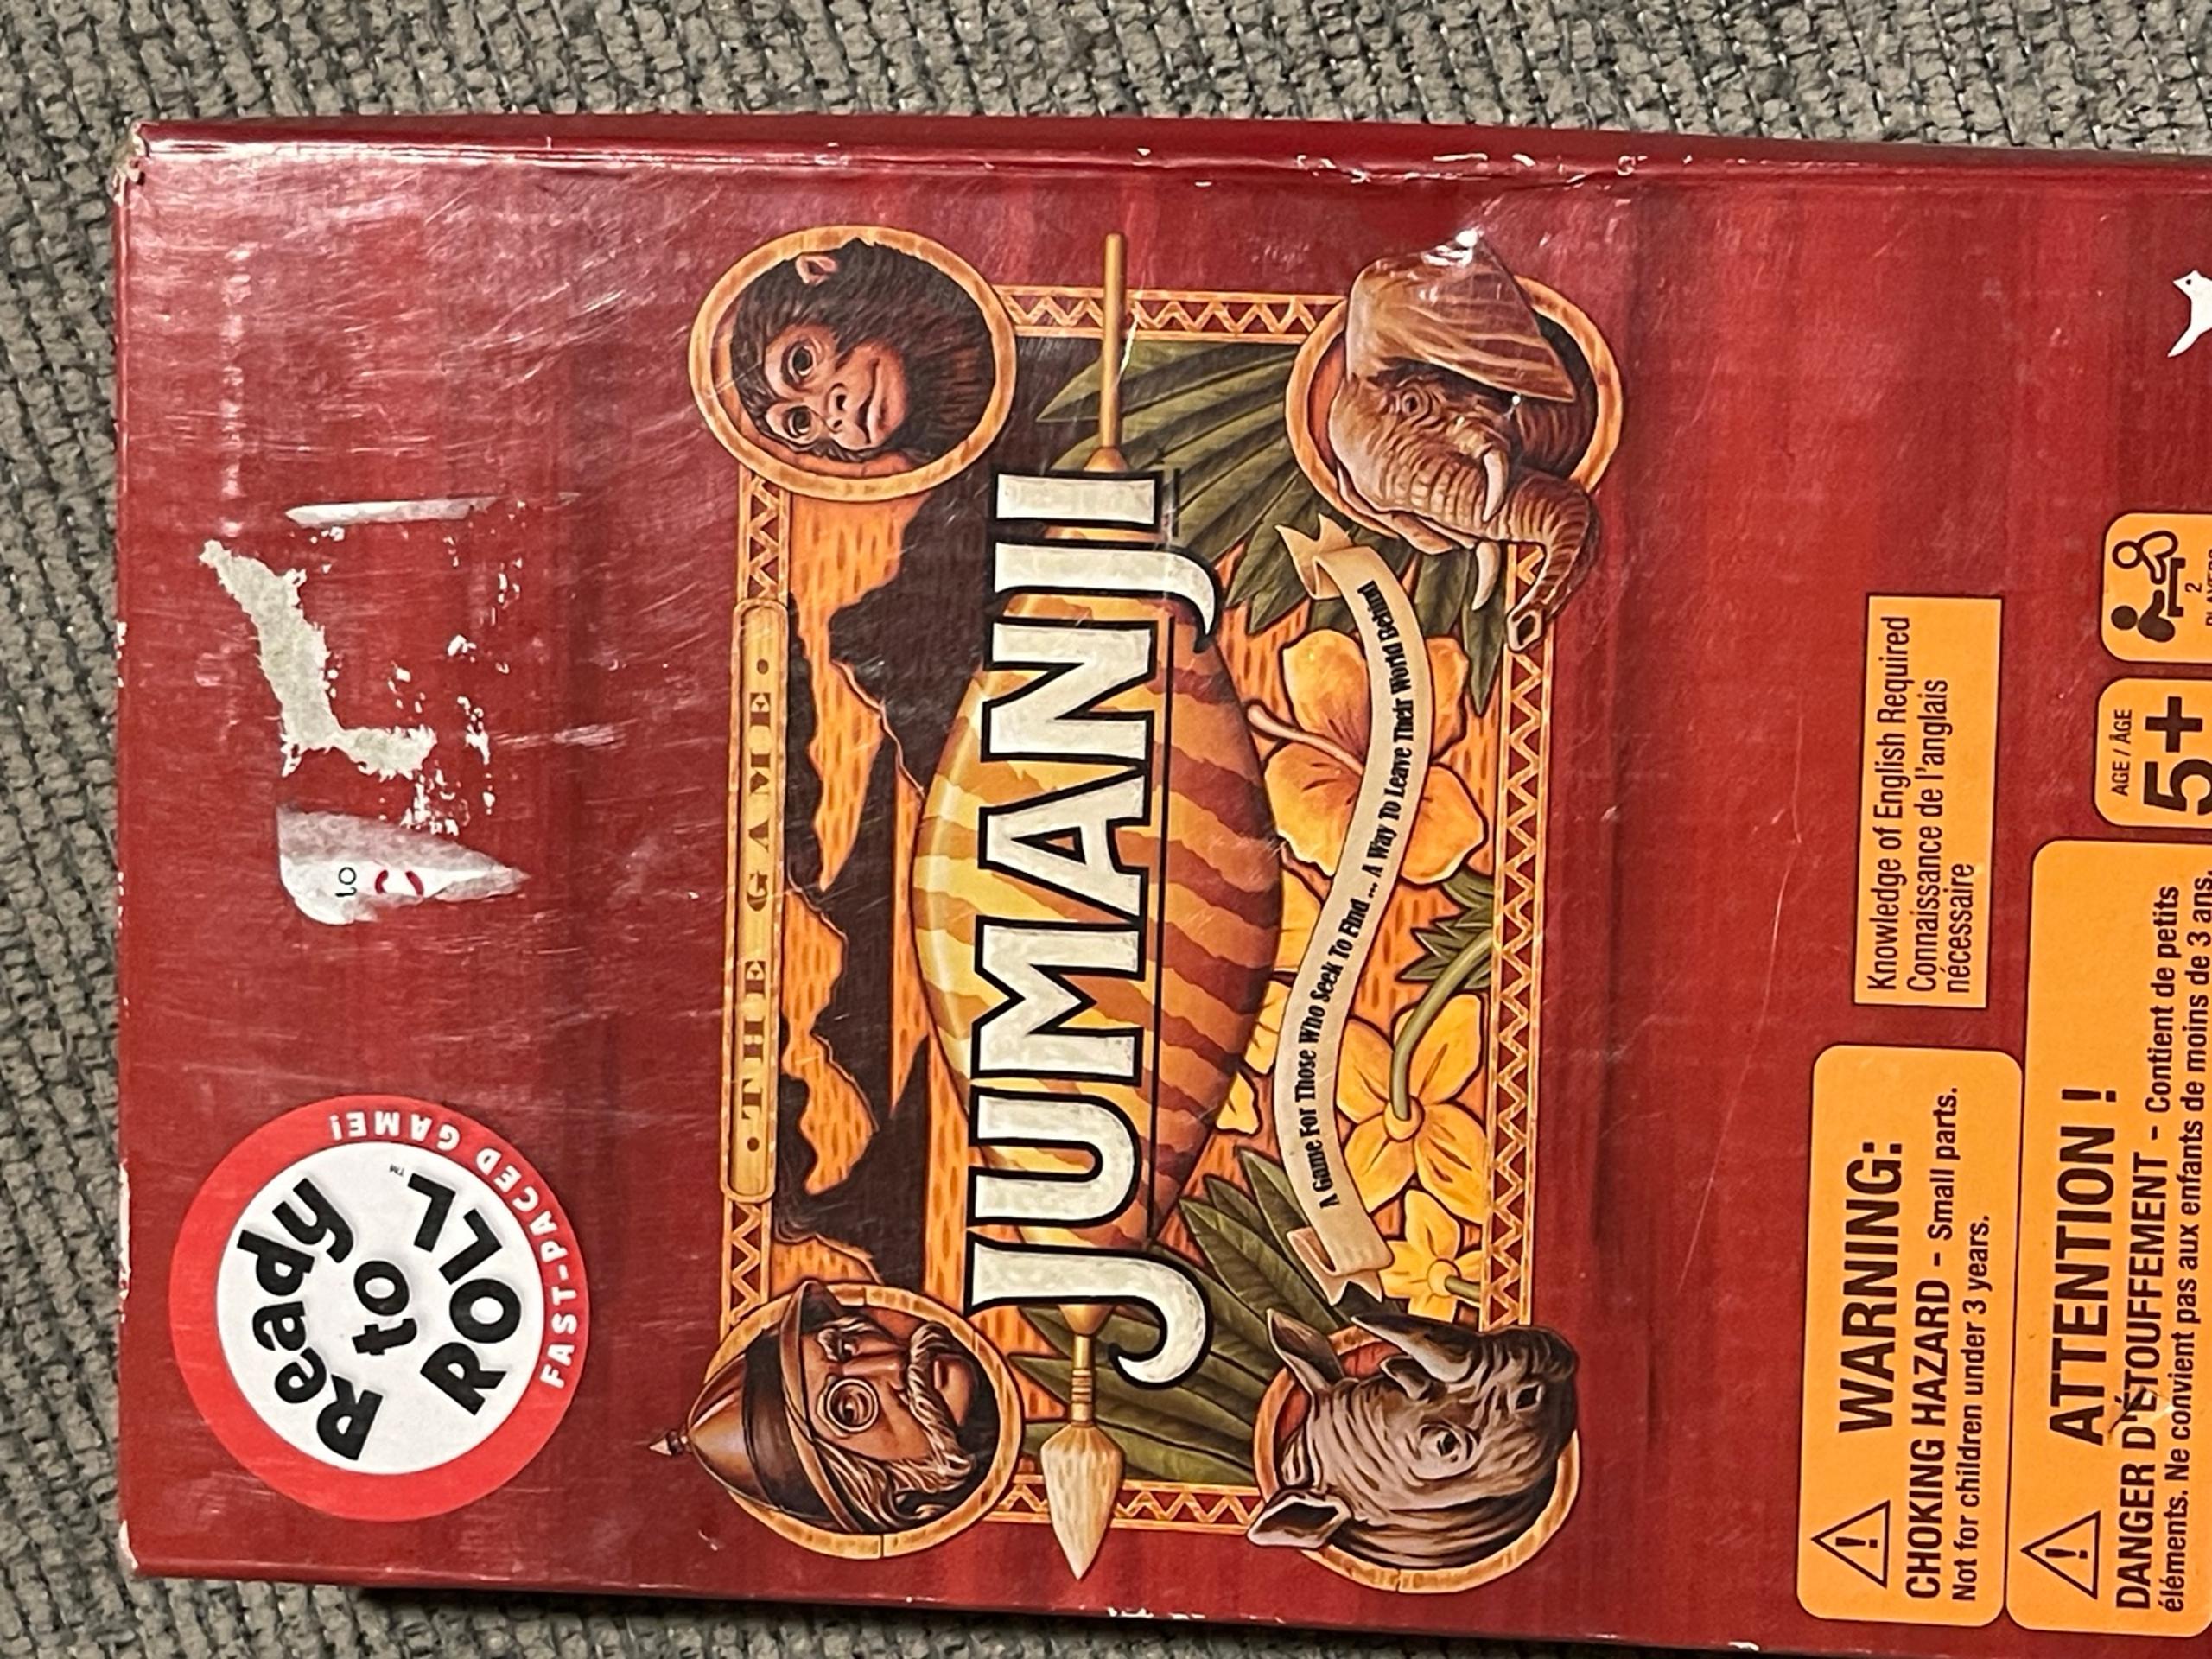 Ready
to
ROLL™
FAST-PACED GAME!
• THE GAME •
JUMANJI
A Game For Those Who Seek To Find ... A Way To Leave Their World Behind
WARNING:
CHOKING HAZARD - Small parts.
Not for children under 3 years.
Knowledge of English Required
Connaissance de l'anglais
nécessaire
ATTENTION !
DANGER D'ÉTOUFFEMENT - Contient de petits
éléments. Ne convient pas aux enfants de moins de 3 ans.
AGE / ÂGE
5+
2